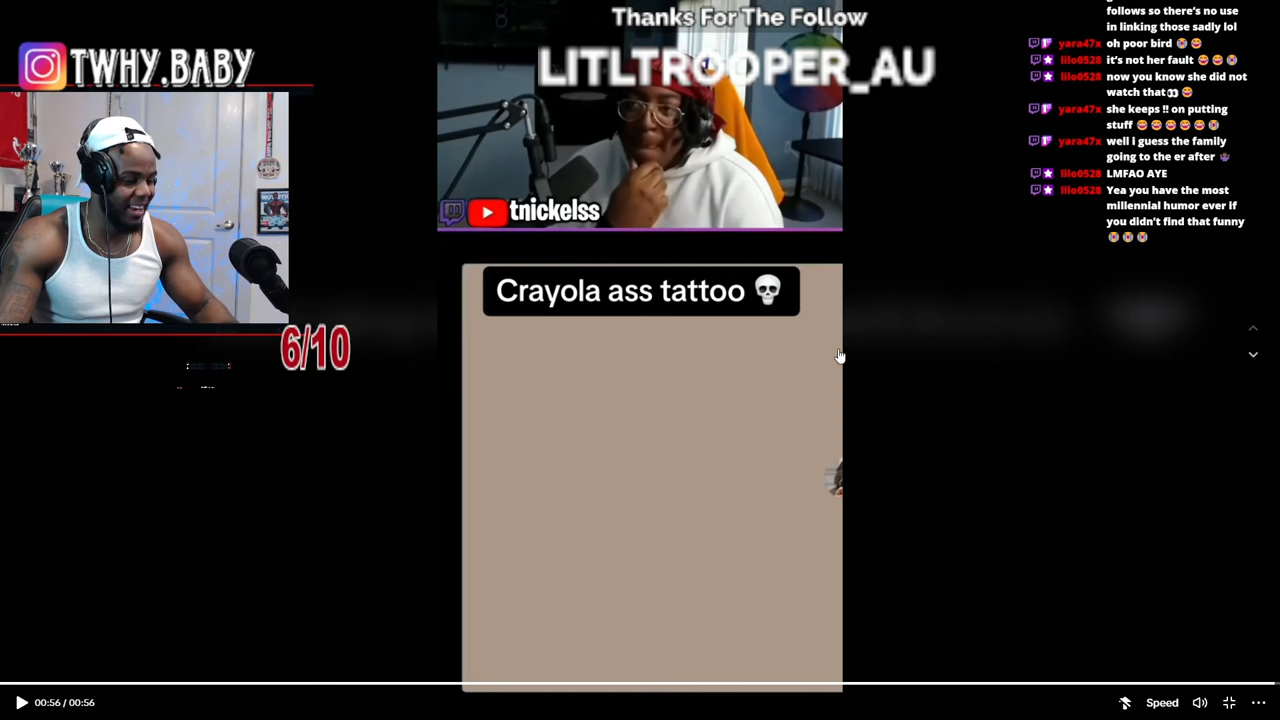 Thanks For The Follow
LITLTROOPER_AU
TWHY.BABY
follows so there's no use
in linking those sadly lol
yara47x oh poor bird 😭 😂
lilo0528 it's not her fault 😂 😂 😭
lilo0528 now you know she did not
watch that👀 😂
yara47x she keeps !! on putting
stuff 😂 😂 😂 😂 😂 😭
yara47x well i guess the family
going to the er after
lilo0528 LMFAO AYE
lilo0528 Yea you have the most
millennial humor ever if
you didn't find that funny
😭 😭 😭
tnickelss
Crayola ass tattoo 💀
6/10
00:56 / 00:56
Speed